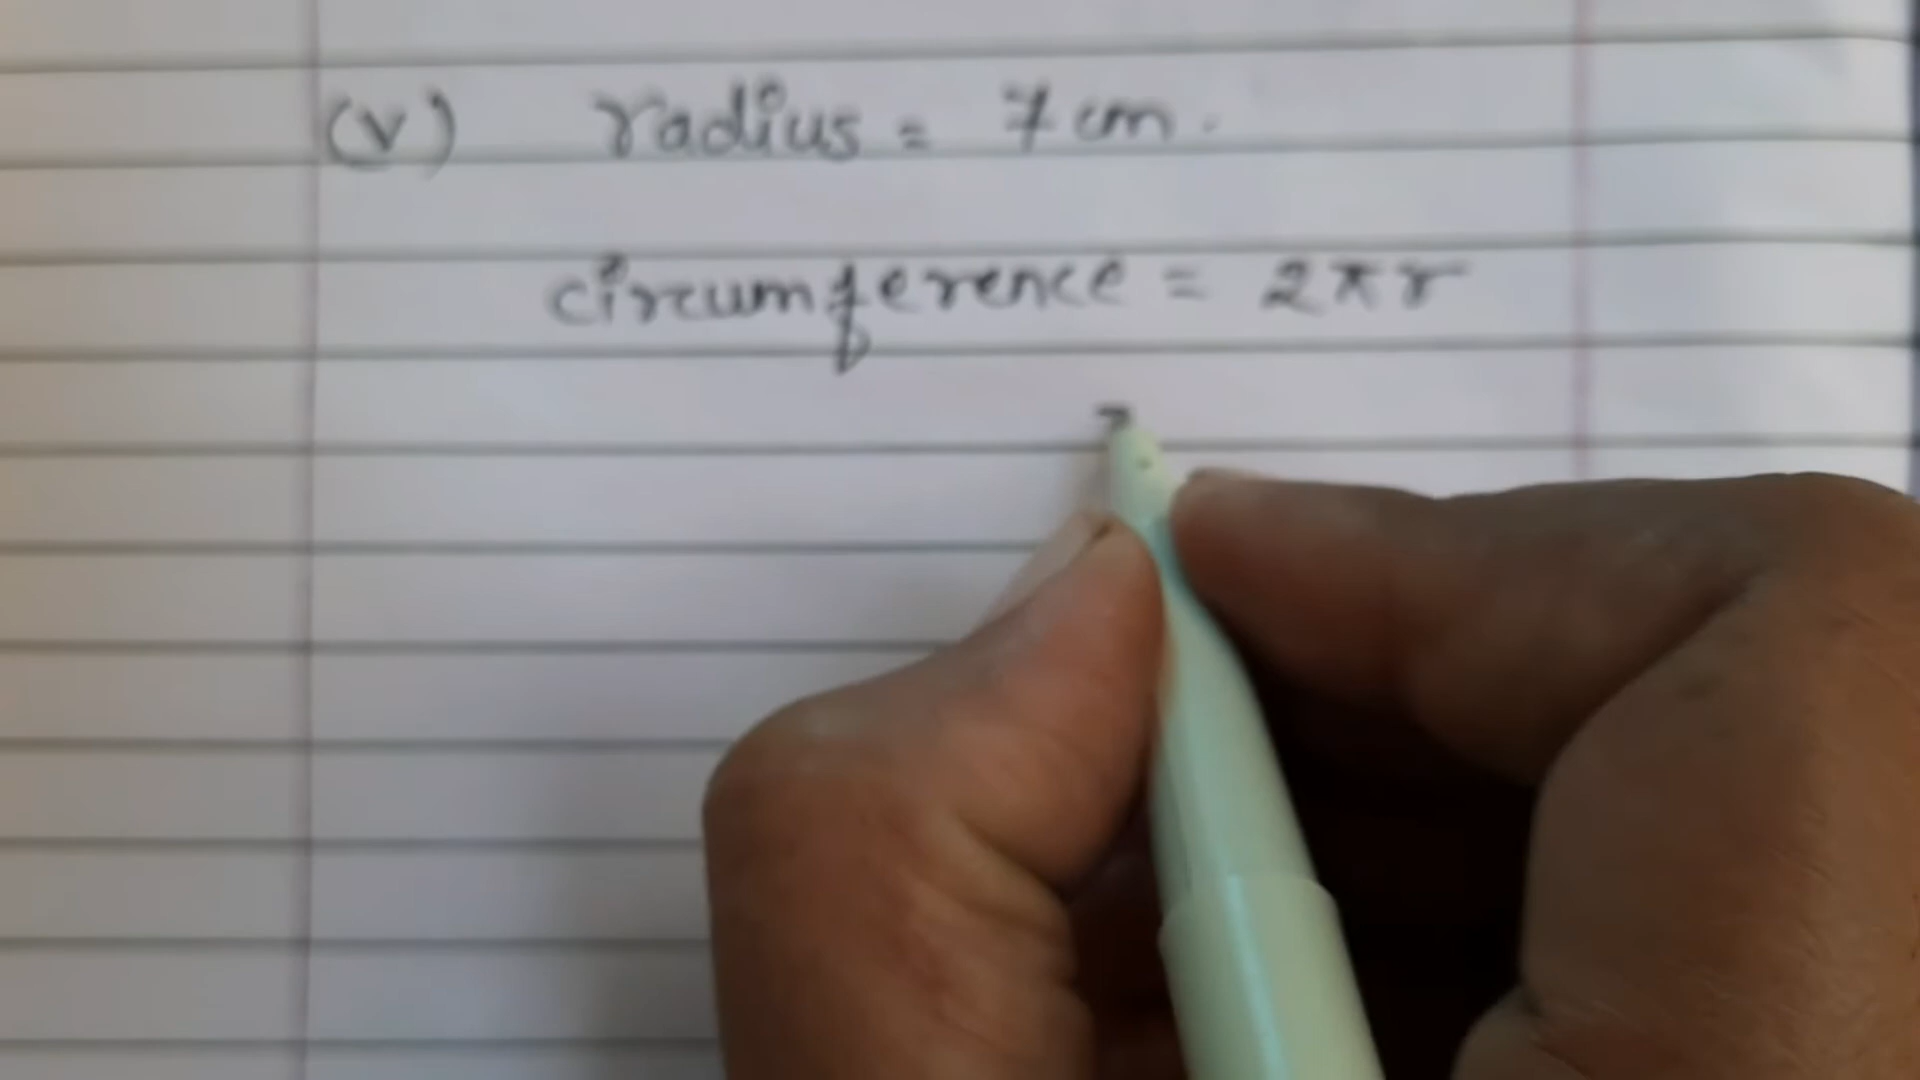 (v) radius = 7 cm.
circumference = 2πr
=